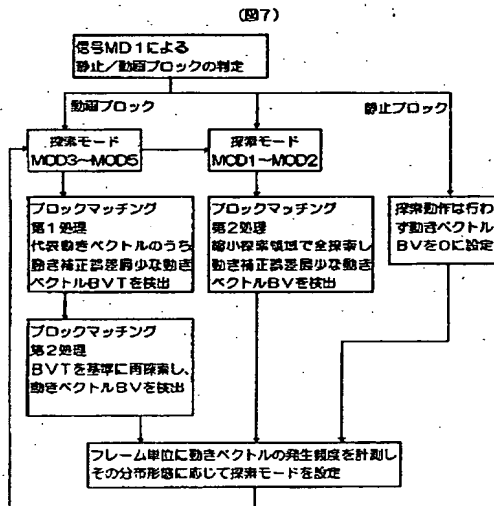 (図7)
信号MD1による
静止/動画ブロックの判定
動画ブロック
静止ブロック
探索モード
MOD3~MOD5
探索モード
MOD1~MOD2
ブロックマッチング
第1処理
代表動きベクトルのうち
動き補正誤差最少な動き
ベクトルBVTを検出
ブロックマッチング
第2処理
縮小探索領域で全探索し
動き補正誤差最少な動き
ベクトルBVを検出
探索動作は行わ
ず動きベクトル
BVを0に設定
ブロックマッチング
第2処理
BVTを基準に再探索し、
動きベクトルBVを検出
フレーム単位に動きベクトルの発生頻度を計測し
その分布形態に応じて探索モードを設定